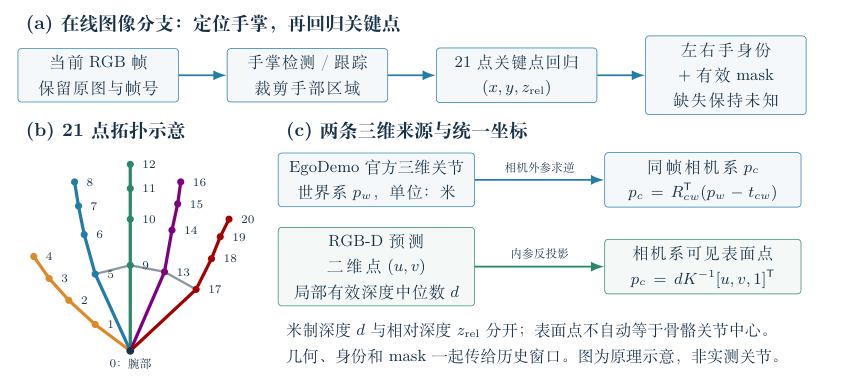 (a) 在线图像分支：定位手掌，再回归关键点
当前 RGB 帧
保留原图与帧号
手掌检测 / 跟踪
裁剪手部区域
21 点关键点回归
(x, y, z_rel)
左右手身份
+ 有效 mask
缺失保持未知
(b) 21 点拓扑示意
12
8
11
16
7
15
10
20
6
14
19
4
9
18
3
5
13
2
17
1
0：腕部
(c) 两条三维来源与统一坐标
EgoDemo 官方三维关节
世界系 p_w，单位：米
相机外参求逆
同帧相机系 p_c
p_c = R_cw^T(p_w − t_cw)
RGB-D 预测
二维点 (u, v)
局部有效深度中位数 d
内参反投影
相机系可见表面点
p_c = dK^−1[u, v, 1]^T
米制深度 d 与相对深度 z_rel 分开；表面点不自动等于骨骼关节中心。
几何、身份和 mask 一起传给历史窗口。图为原理示意，非实测关节。